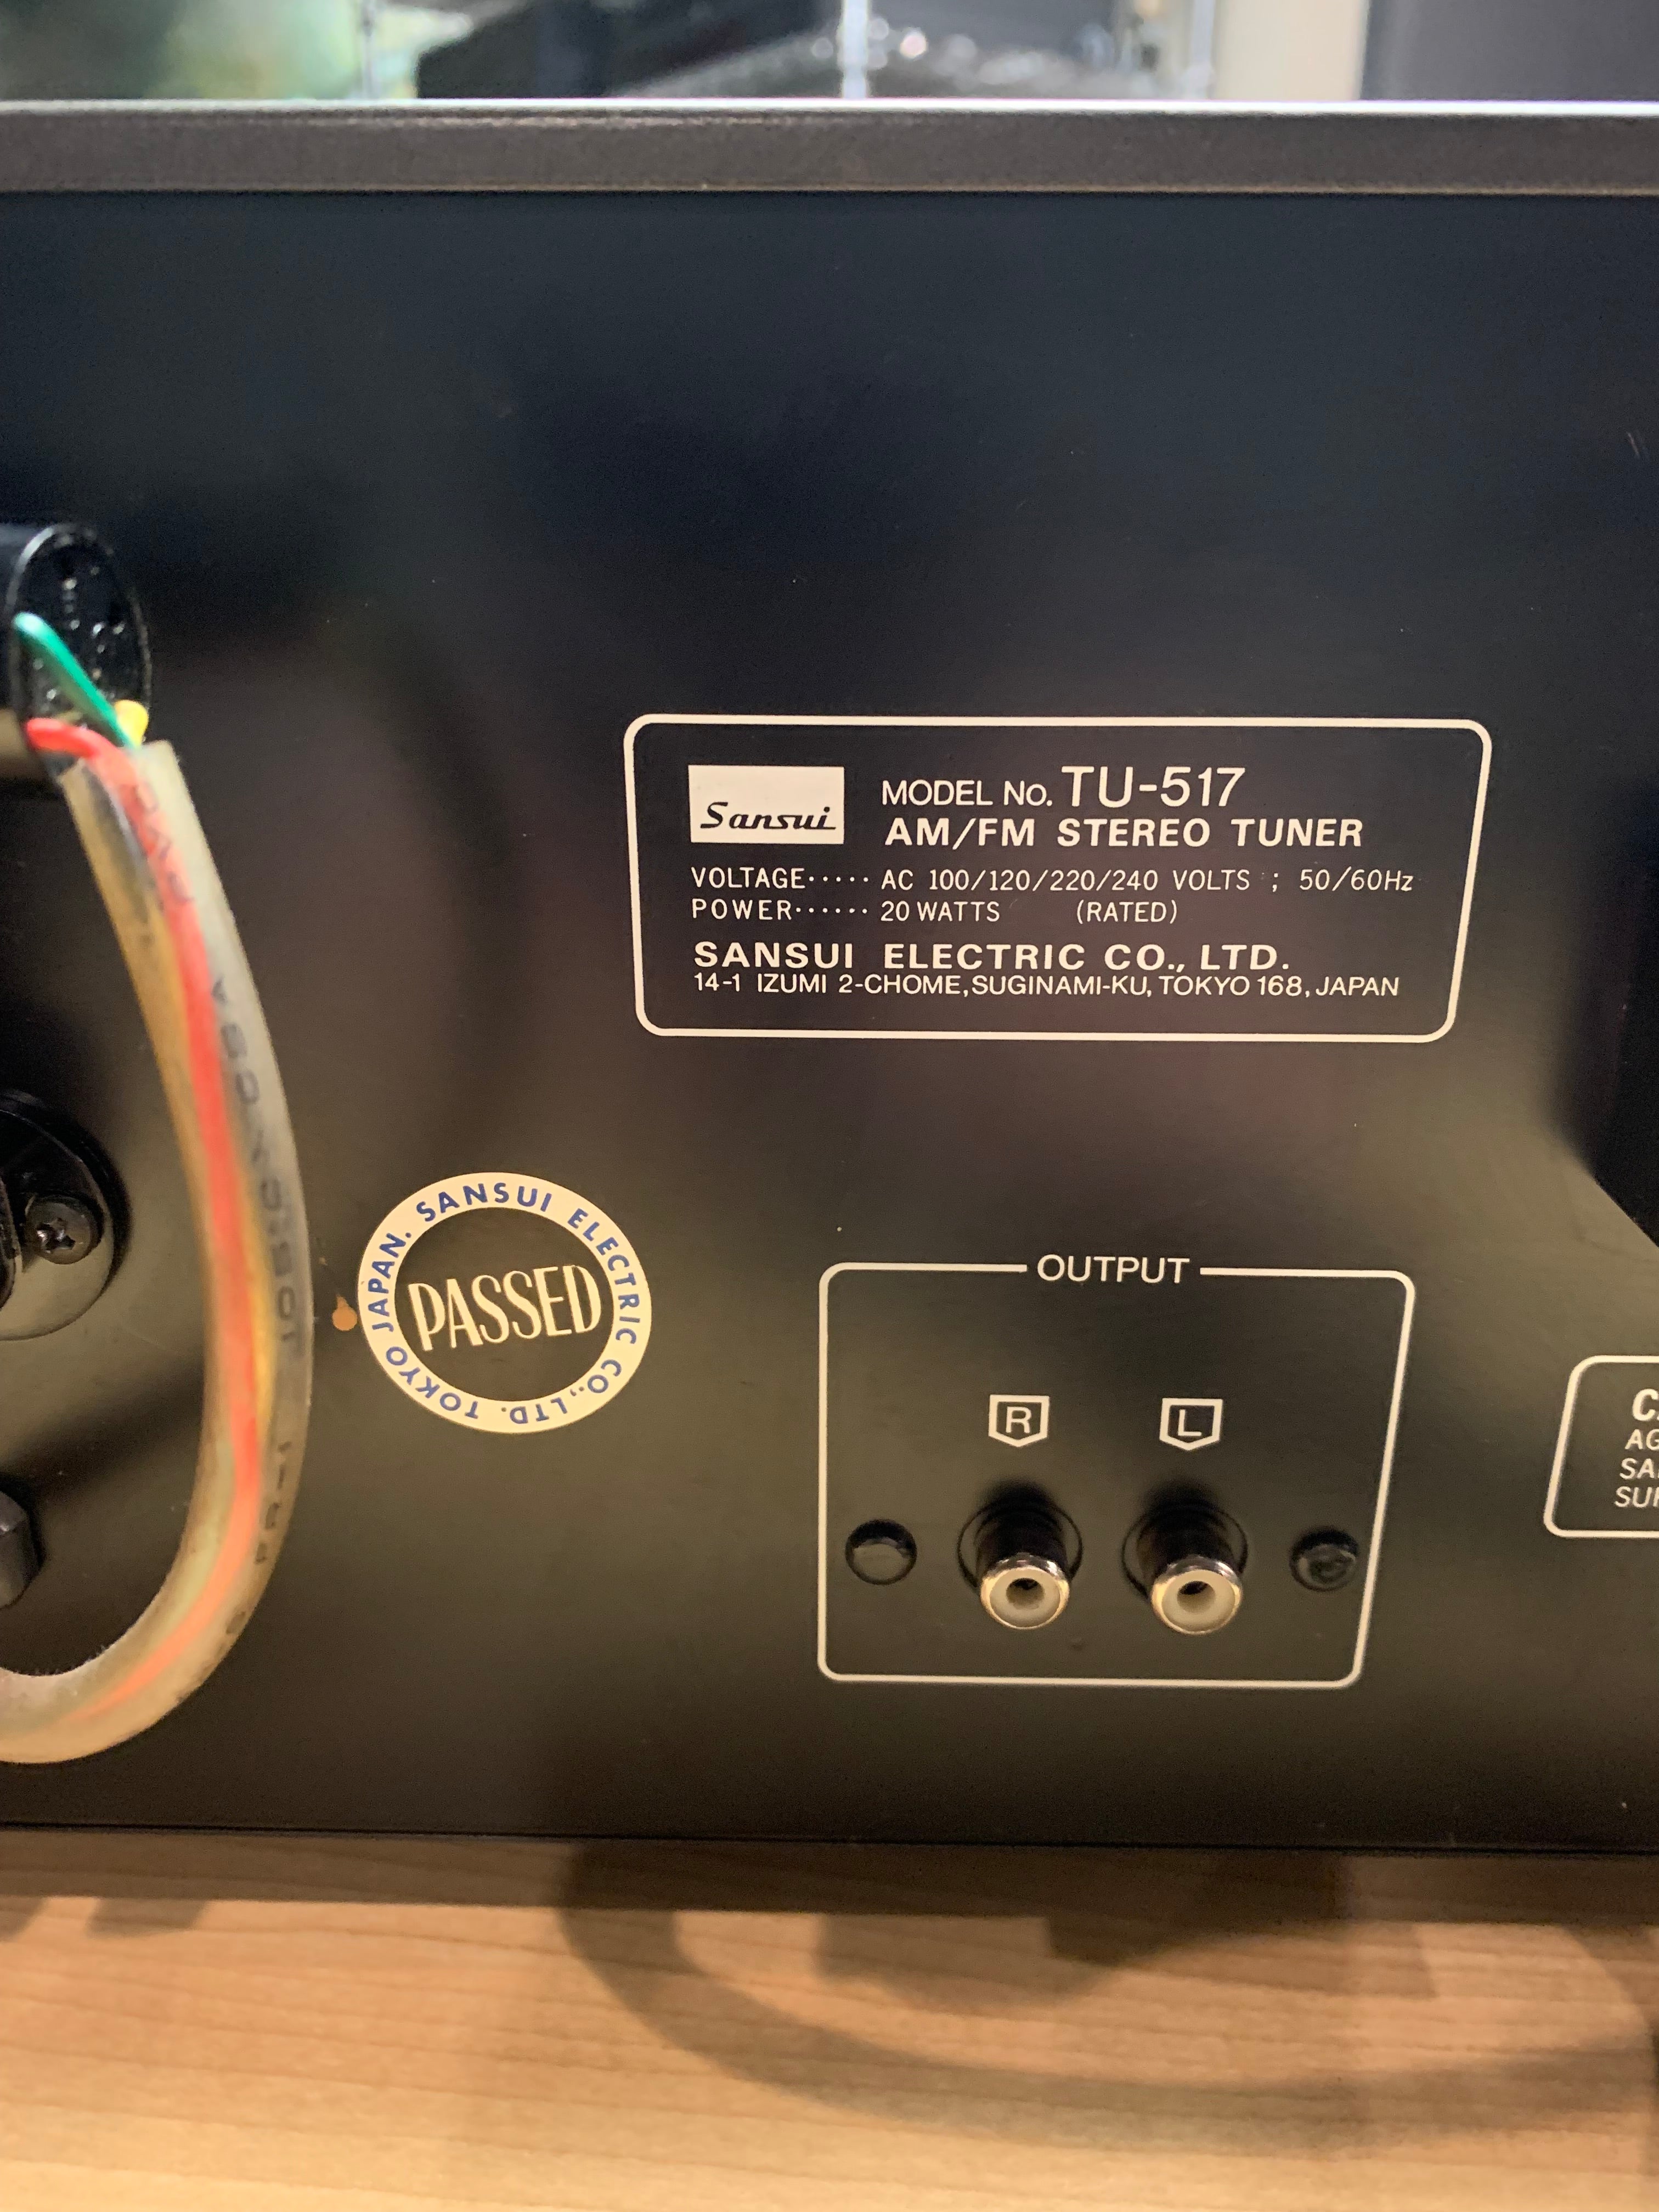 Sansui
MODEL No. TU-517
AM/FM STEREO TUNER
VOLTAGE····· AC 100/120/220/240 VOLTS ; 50/60Hz
POWER······ 20 WATTS (RATED)
SANSUI ELECTRIC CO., LTD.
14-1 IZUMI 2-CHOME, SUGINAMI-KU, TOKYO 168, JAPAN
SANSUI ELECTRIC CO., LTD. TOKYO JAPAN.
PASSED
OUTPUT
R L